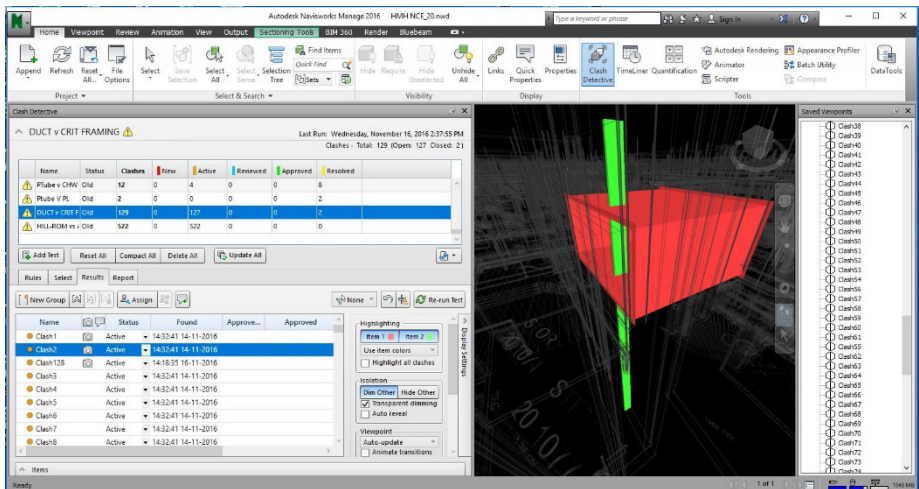 Autodesk Navisworks Manage 2016 HMH NCE_20.nwd
Type a keyword or phrase
Sign In
Home Viewpoint Review Animation View Output Sectioning Tools BIM 360 Render Bluebeam
Append Refresh Reset All... File Options
Project
Select Save Selection Select All Select Same Selection Tree
Find Items
Quick Find
Sets
Select & Search
Hide Require Hide Unselected Unhide All
Visibility
Links Quick Properties Properties
Display
Clash Detective TimeLiner Quantification
Autodesk Rendering
Animator
Scripter
Appearance Profiler
Batch Utility
Compare
DataTools
Tools
Clash Detective
DUCT v CRIT FRAMING
Last Run: Wednesday, November 16, 2016 2:37:55 PM
Clashes - Total: 129 (Open: 127 Closed: 2)
Name Status Clashes New Active Reviewed Approved Resolved
PTube v CHW Old 12 0 4 0 0 8
Ptube V PL Old 2 0 0 0 0 2
DUCT v CRIT F Old 129 0 127 0 0 2
HILL-ROM vs Old 522 0 522 0 0 0
Add Test Reset All Compact All Delete All Update All
Rules Select Results Report
New Group Assign None Re-run Test
Name Status Found Approve... Approved
Clash1 Active 14:32:41 14-11-2016
Clash2 Active 14:32:41 14-11-2016
Clash128 Active 14:18:35 16-11-2016
Clash3 Active 14:32:41 14-11-2016
Clash4 Active 14:32:41 14-11-2016
Clash5 Active 14:32:41 14-11-2016
Clash6 Active 14:32:41 14-11-2016
Clash7 Active 14:32:41 14-11-2016
Clash8 Active 14:32:41 14-11-2016
Highlighting
Item 1 Item 2
Use item colors
Highlight all clashes
Isolation
Dim Other Hide Other
Transparent dimming
Auto reveal
Viewpoint
Auto-update
Animate transitions
Display Settings
Items
Ready
Saved Viewpoints
Clash38
Clash39
Clash40
Clash41
Clash42
Clash43
Clash44
Clash45
Clash46
Clash47
Clash48
Clash49
Clash50
Clash51
Clash52
Clash53
Clash54
Clash56
Clash57
Clash58
Clash59
Clash60
Clash61
Clash55
Clash62
Clash63
Clash64
Clash65
Clash66
Clash67
Clash68
Clash69
Clash70
Clash71
Clash72
Clash73
Clash74
1 of 1
1048 MB